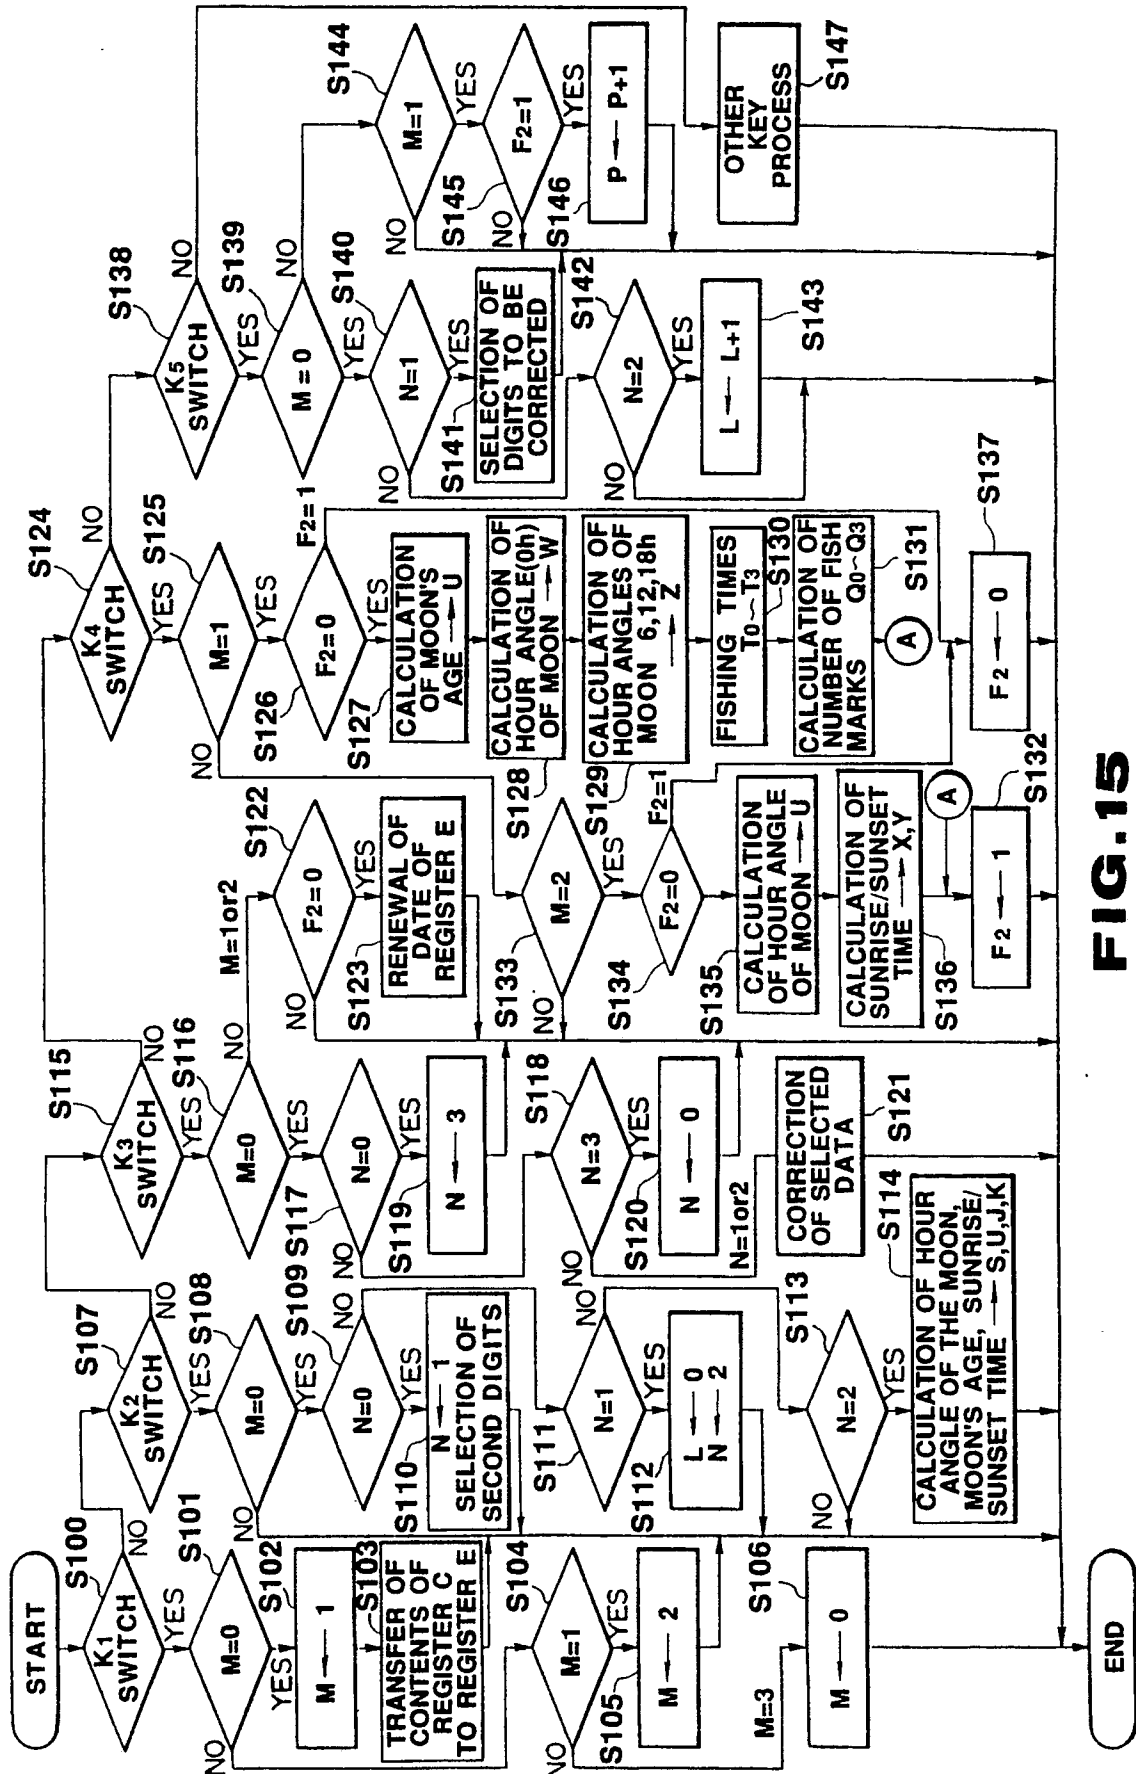 START
S100
K1
SWITCH
NO
YES
S101
M=0
NO
YES
S102
M ← 1
S103
TRANSFER OF
CONTENTS OF
REGISTER C
TO REGISTER E
S104
M=1
NO
YES
S105
M ← 2
M=3
S106
M ← 0
END
S107
K2
SWITCH
NO
YES
S108
M=0
NO
YES
S109
N=0
NO
YES
S110
N ← 1
SELECTION OF
SECOND DIGITS
S111
N=1
NO
YES
S112
L ← 0
N ← 2
S113
N=2
NO
YES
S114
CALCULATION OF HOUR
ANGLE OF THE MOON,
MOON'S AGE, SUNRISE/
SUNSET TIME → S,U,J,K
S115
K3
SWITCH
NO
YES
S116
M=0
NO
YES
M=1or2
S117
N=0
NO
YES
S119
N ← 3
S118
N=3
NO
YES
S120
N ← 0
N=1or2
S121
CORRECTION
OF SELECTED
DATA
S122
F2=0
NO
YES
S123
RENEWAL OF
DATE OF
REGISTER E
S124
K4
SWITCH
NO
YES
S125
M=1
NO
YES
S126
F2=0
F2=1
YES
S127
CALCULATION
OF MOON'S
AGE → U
S128
CALCULATION OF
HOUR ANGLE(0h)
OF MOON → W
S129
CALCULATION OF
HOUR ANGLES OF
MOON 6,12,18h
→ Z
S130
FISHING TIMES
T0~T3
S131
CALCULATION OF
NUMBER OF FISH
MARKS Q0~Q3
A
S133
M=2
NO
YES
S134
F2=0
F2=1
S135
CALCULATION
OF HOUR ANGLE
OF MOON → U
S136
CALCULATION OF
SUNRISE/SUNSET
TIME → X,Y
A
S132
F2 ← 1
S137
F2 ← 0
S138
K5
SWITCH
NO
YES
S139
M=0
NO
YES
S140
N=1
NO
YES
S141
SELECTION OF
DIGITS TO BE
CORRECTED
S142
N=2
NO
YES
S143
L ← L+1
S144
M=1
NO
YES
S145
F2=1
NO
YES
S146
P ← P+1
S147
OTHER
KEY
PROCESS
FIG.15